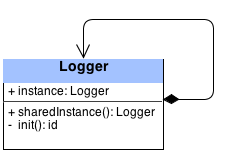 Logger
+ instance: Logger
+ sharedInstance(): Logger
- init(): id